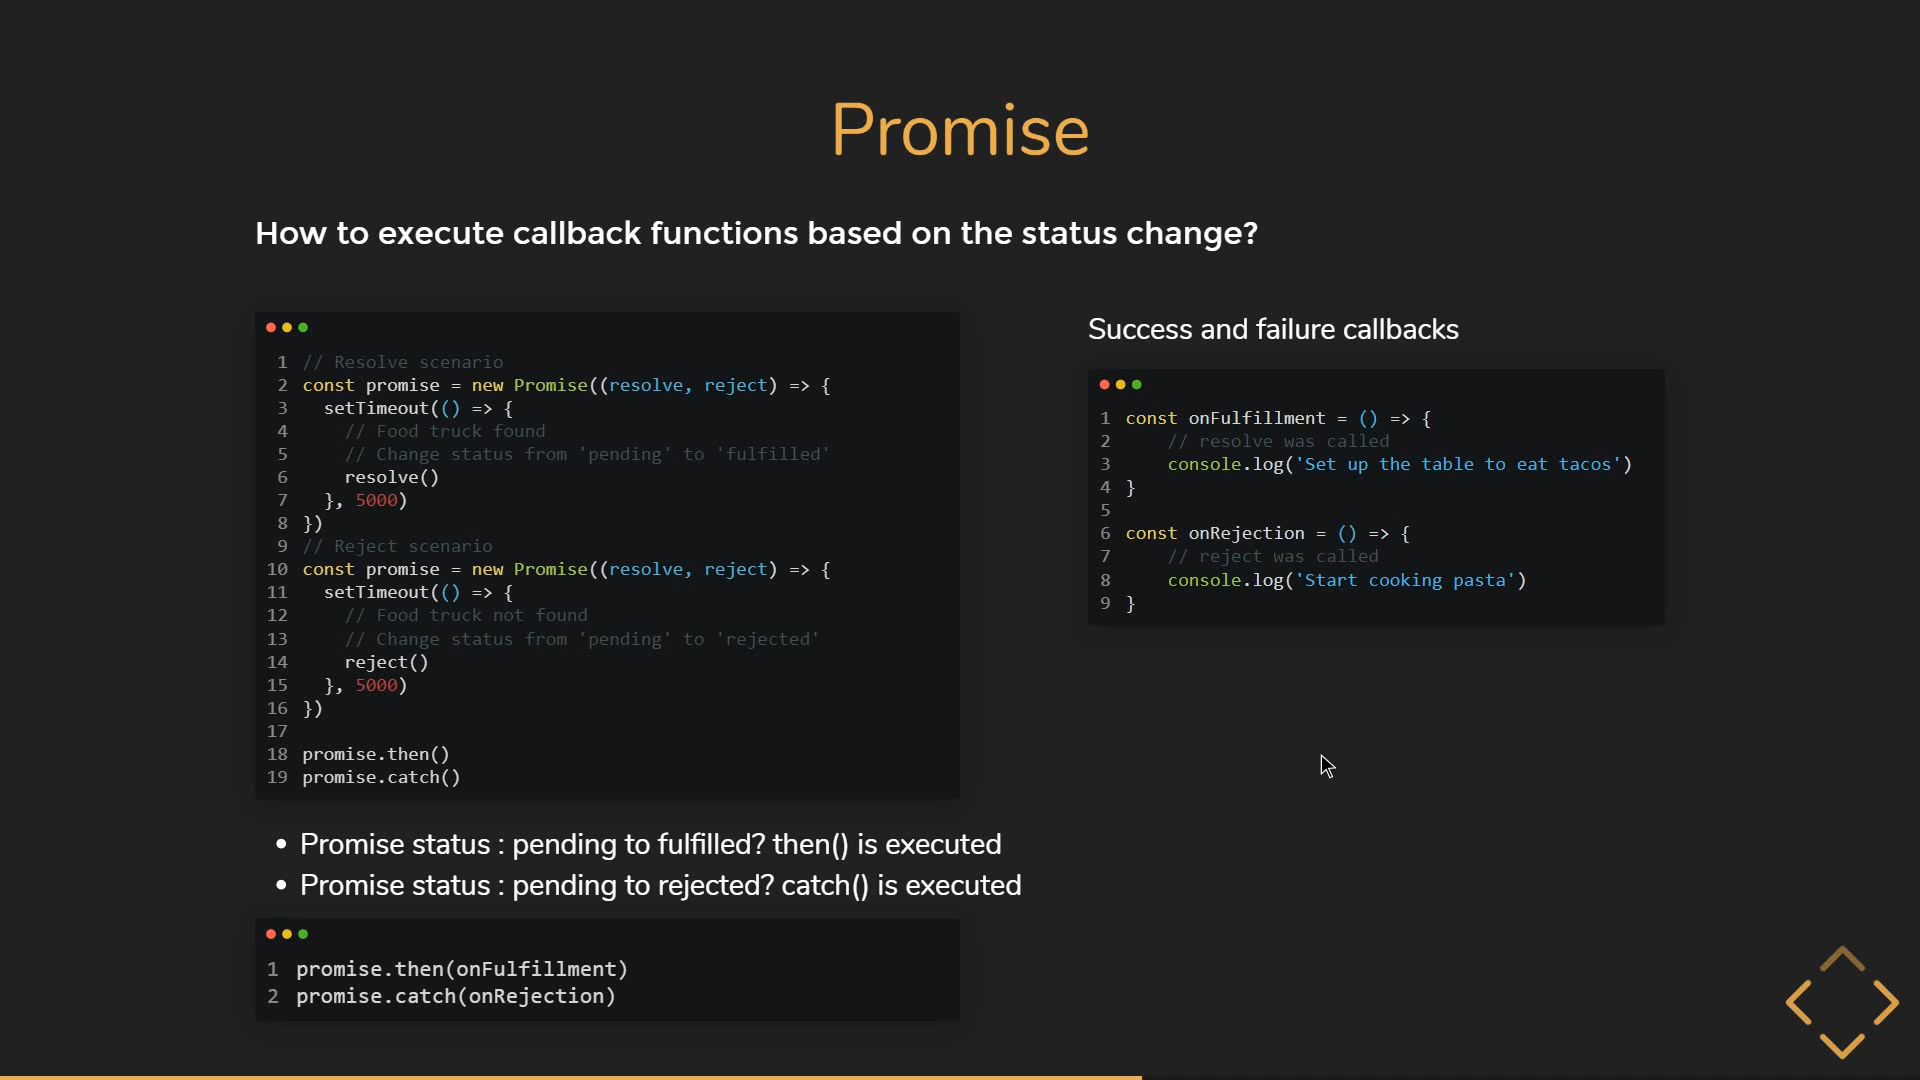 Promise
How to execute callback functions based on the status change?
1 // Resolve scenario
2 const promise = new Promise((resolve, reject) => {
3   setTimeout(() => {
4     // Food truck found
5     // Change status from 'pending' to 'fulfilled'
6     resolve()
7   }, 5000)
8 })
9 // Reject scenario
10 const promise = new Promise((resolve, reject) => {
11   setTimeout(() => {
12     // Food truck not found
13     // Change status from 'pending' to 'rejected'
14     reject()
15   }, 5000)
16 })
17
18 promise.then()
19 promise.catch()
• Promise status : pending to fulfilled? then() is executed
• Promise status : pending to rejected? catch() is executed
1 promise.then(onFulfillment)
2 promise.catch(onRejection)
Success and failure callbacks
1 const onFulfillment = () => {
2     // resolve was called
3     console.log('Set up the table to eat tacos')
4 }
5
6 const onRejection = () => {
7     // reject was called
8     console.log('Start cooking pasta')
9 }